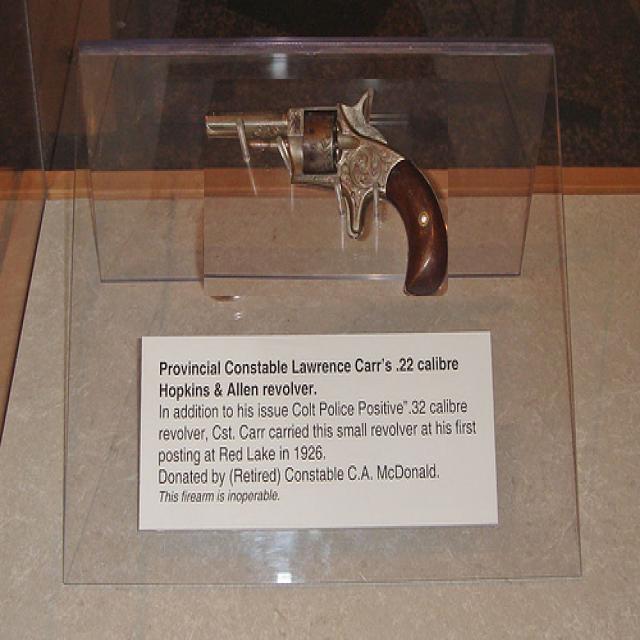 Provincial Constable Lawrence Carr's .22 calibre
Hopkins & Allen revolver.
In addition to his issue Colt Police Positive".32 calibre
revolver, Cst. Carr carried this small revolver at his first
posting at Red Lake in 1926.
Donated by (Retired) Constable C.A. McDonald.
This firearm is inoperable.